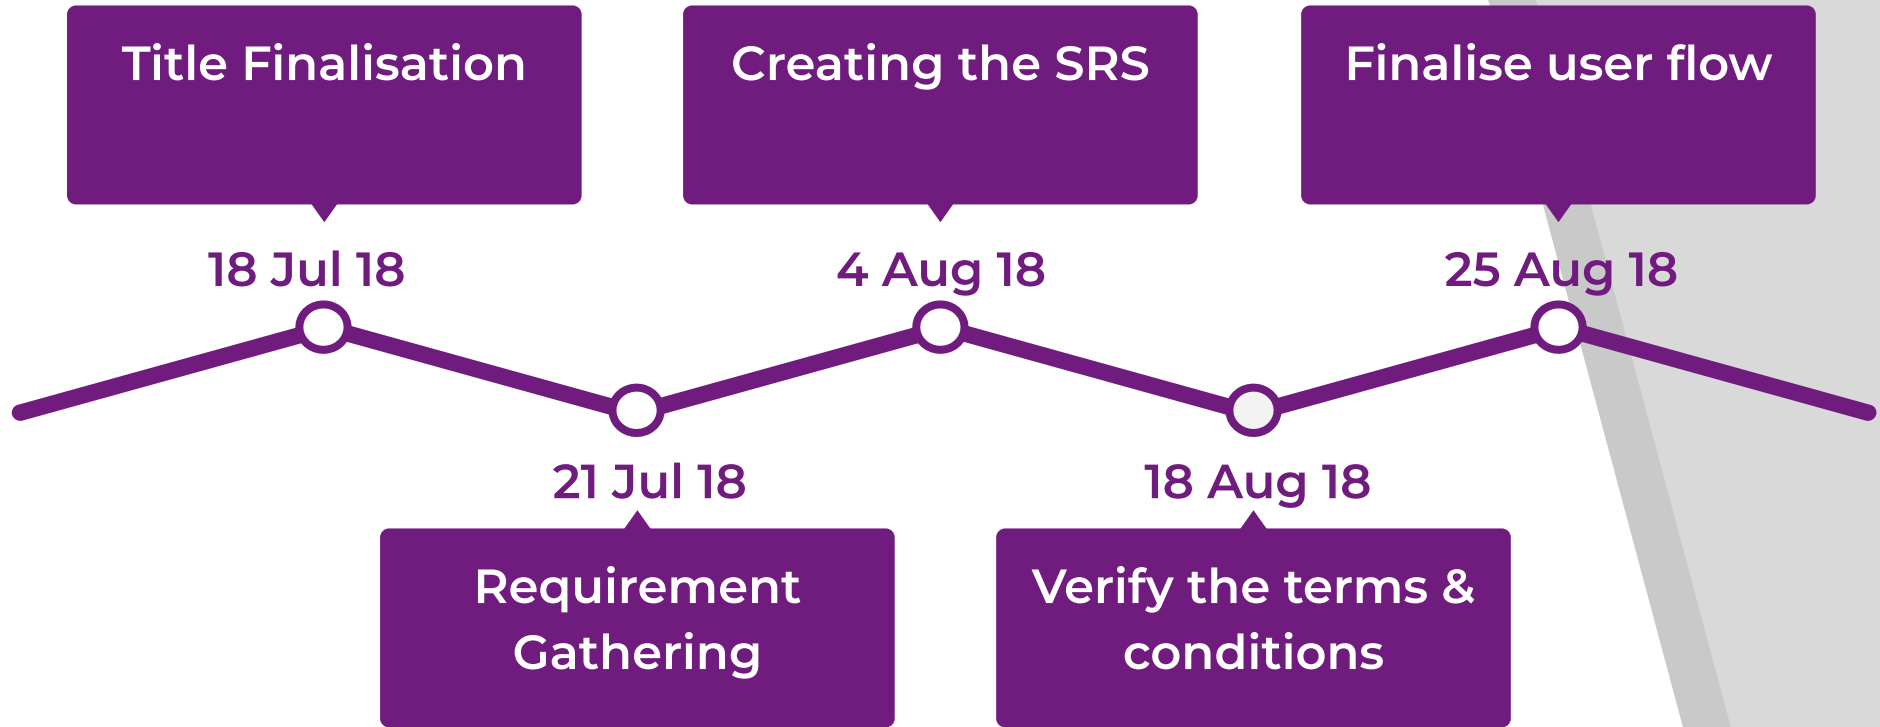 Title Finalisation
Creating the SRS
Finalise user flow
18 Jul 18
4 Aug 18
25 Aug 18
21 Jul 18
18 Aug 18
Requirement
Gathering
Verify the terms &
conditions